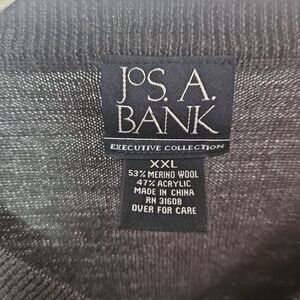 JOS. A.
BANK
EXECUTIVE COLLECTION
XXL
53% MERINO WOOL
47% ACRYLIC
MADE IN CHINA
RN 31608
OVER FOR CARE